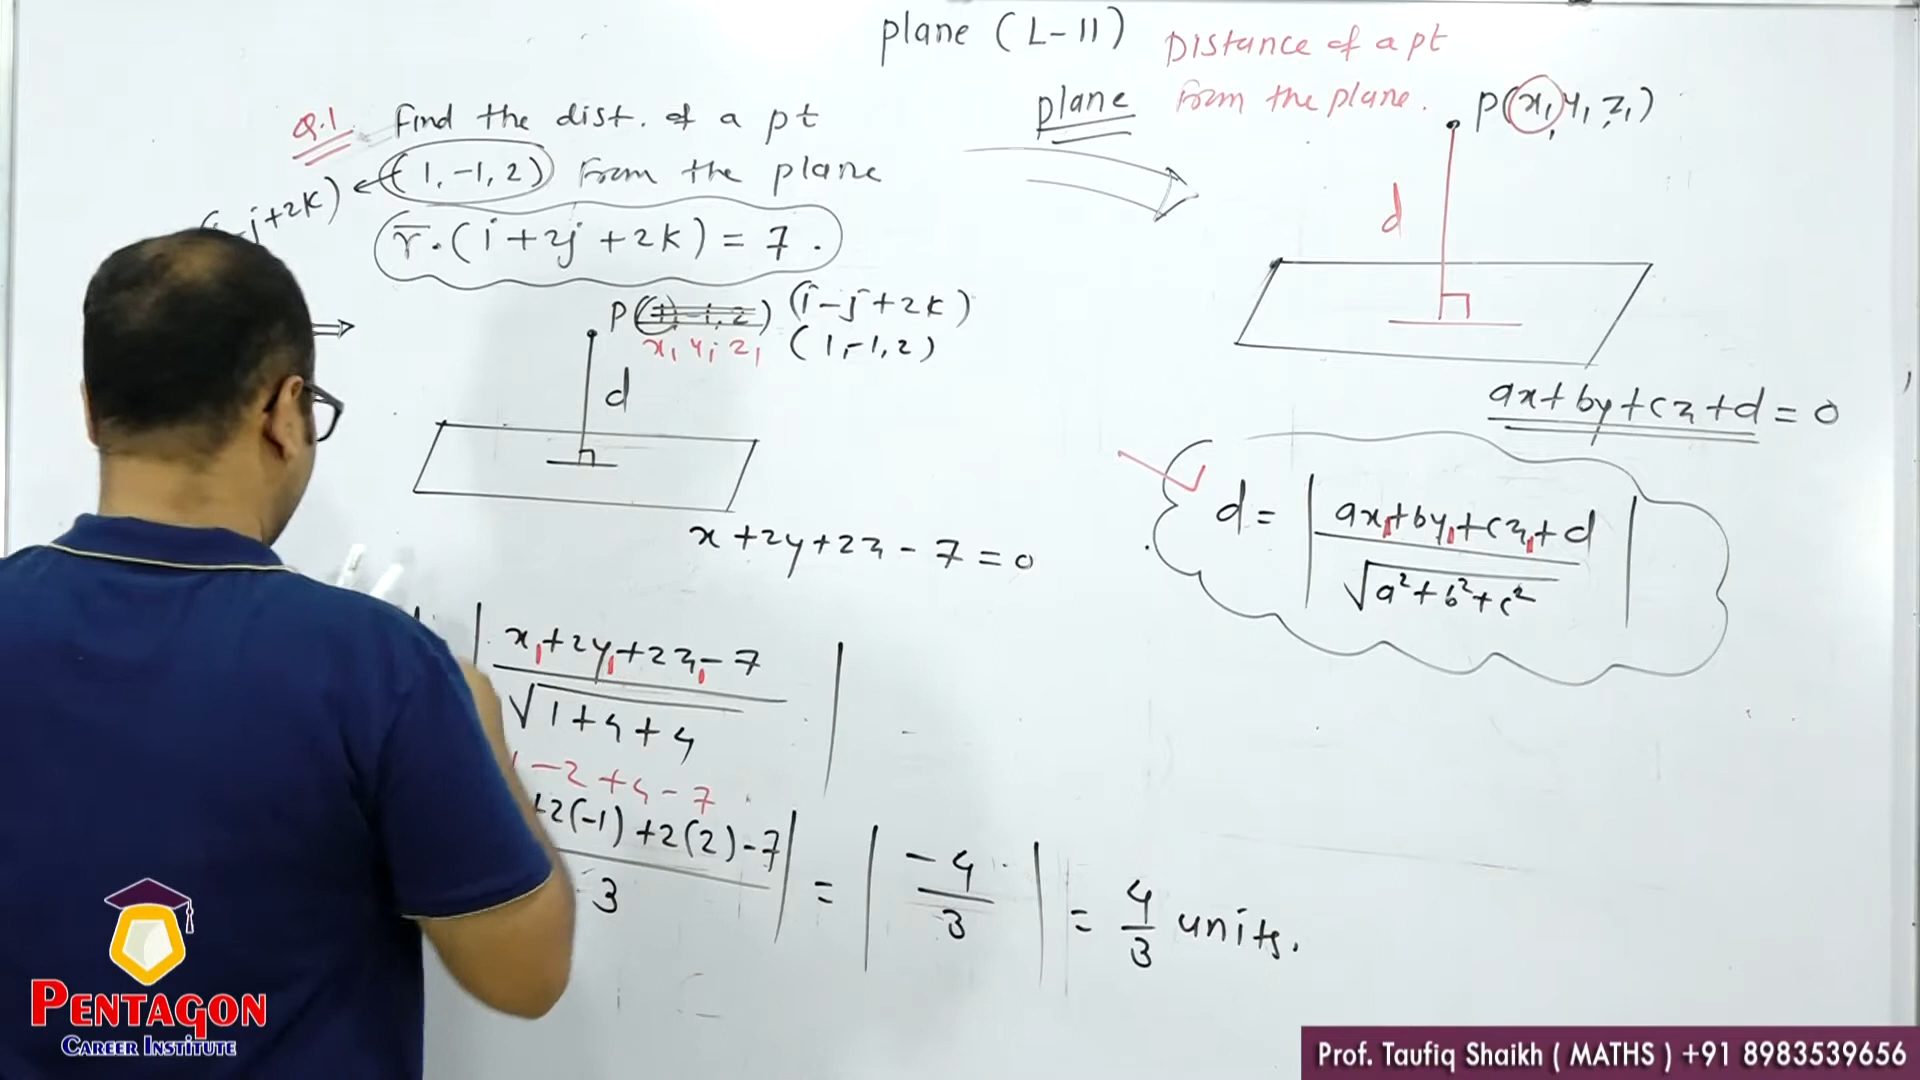 plane (L-11)
Distance of a pt
from the plane.
plane
P(x₁, y₁, z₁)
Q.1 Find the dist. of a pt
(1, -1, 2) from the plane
j+2k)
r̅.(i+2j+2k) = 7.
P(1, -1, 2) (i-j+2k)
x₁ y₁ z₁ (1, -1, 2)
d
d
x+2y+2z-7=0
ax+by+cz+d=0
d = | ax₁+by₁+cz₁+d |
√a²+b²+c²
| x₁+2y₁+2z₁-7 |
√1+4+4
1-2+4-7
+2(-1)+2(2)-7 | = | -4 | = 4 units.
3 3 3
PENTAGON
CAREER INSTITUTE
Prof. Taufiq Shaikh ( MATHS ) +91 8983539656